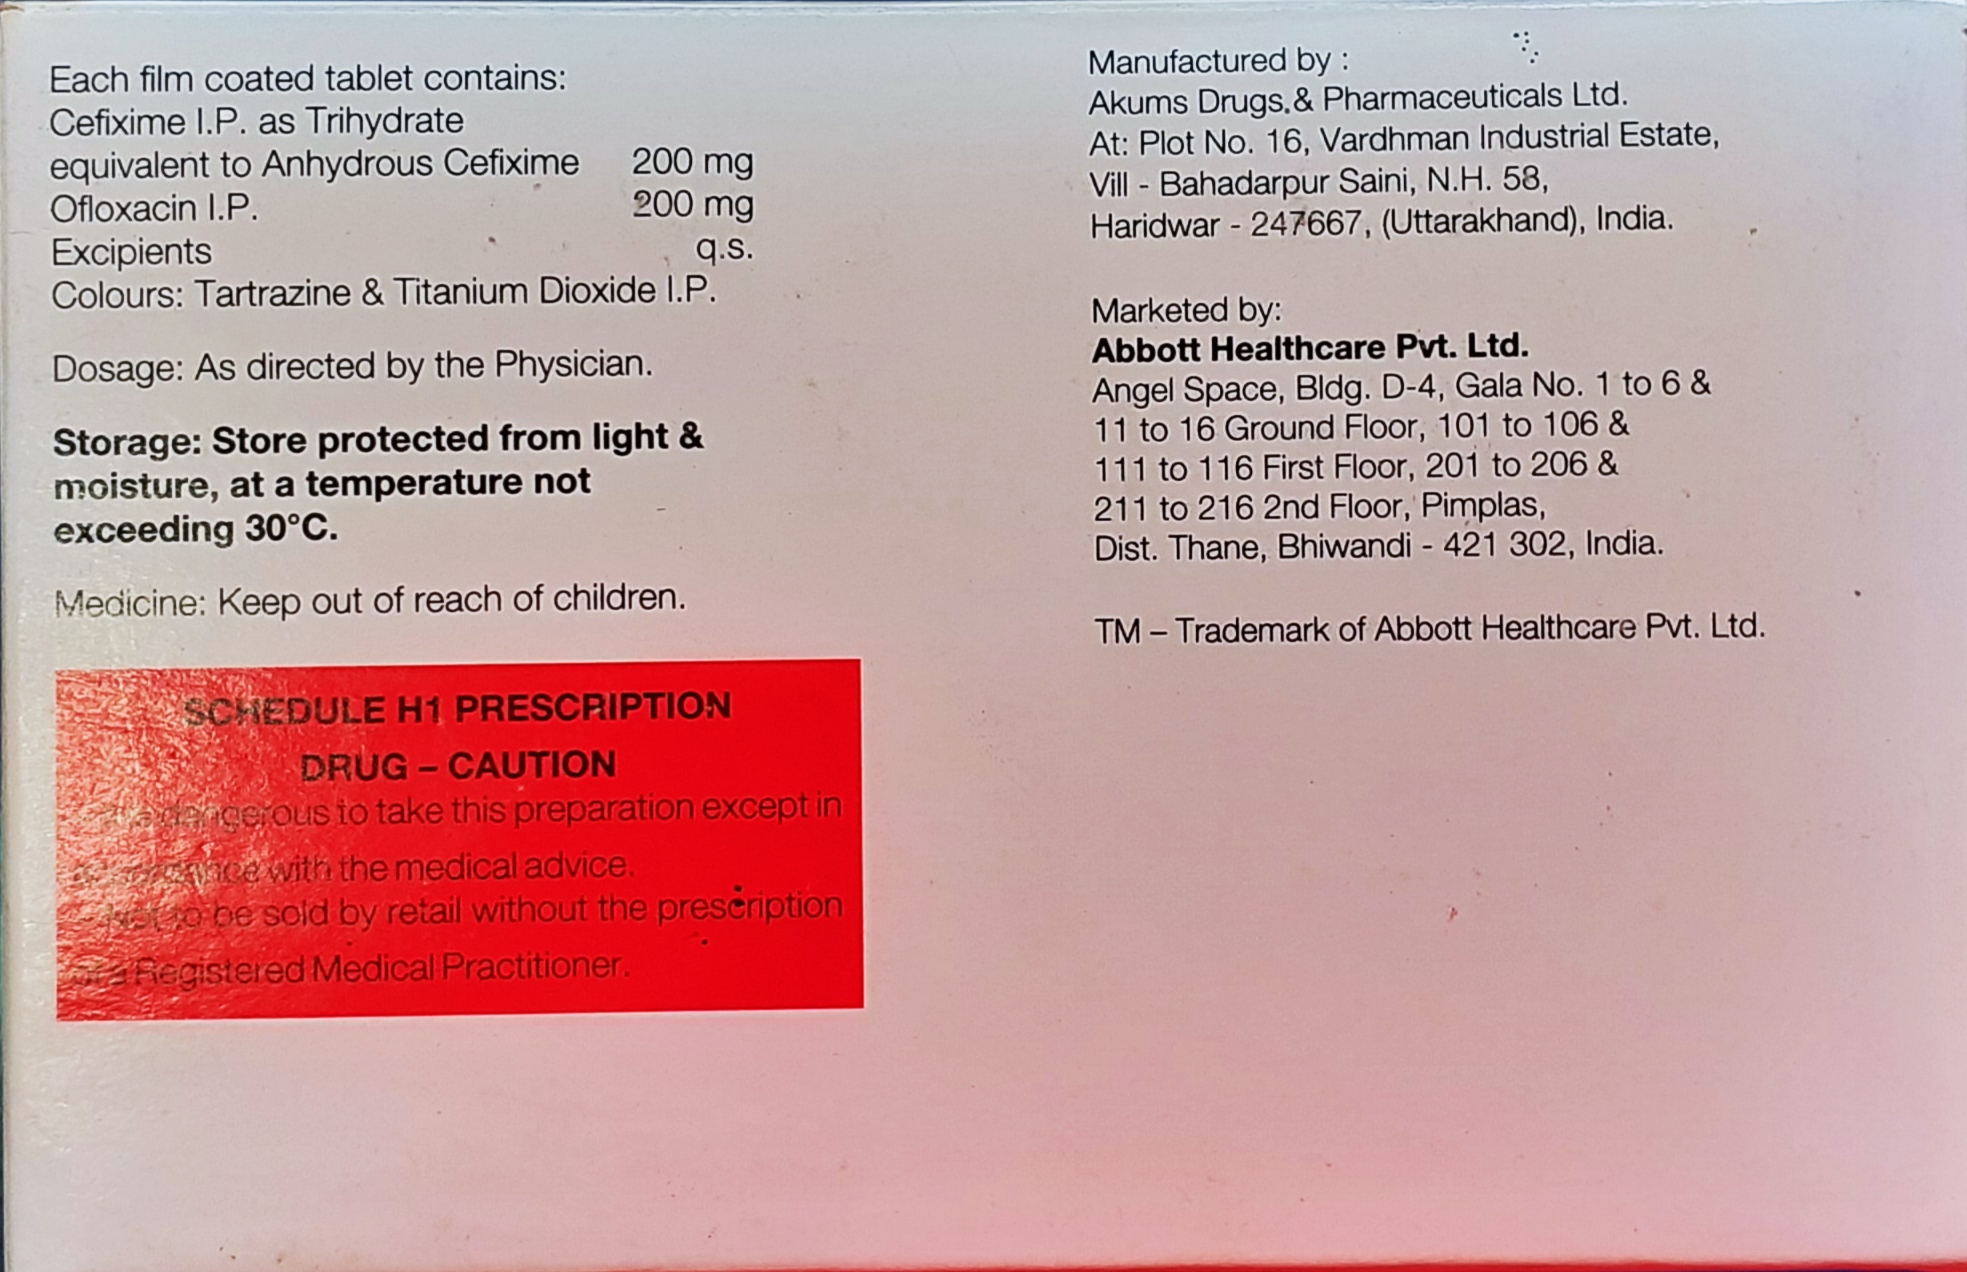 Each film coated tablet contains:
Cefixime I.P. as Trihydrate
equivalent to Anhydrous Cefixime 200 mg
Ofloxacin I.P. 200 mg
Excipients q.s.
Colours: Tartrazine & Titanium Dioxide I.P.
Dosage: As directed by the Physician.
Storage: Store protected from light &
moisture, at a temperature not
exceeding 30°C.
Medicine: Keep out of reach of children.
SCHEDULE H1 PRESCRIPTION
DRUG – CAUTION
dangerous to take this preparation except in
accordance with the medical advice.
Not to be sold by retail without the prescription
of a Registered Medical Practitioner.
Manufactured by :
Akums Drugs & Pharmaceuticals Ltd.
At: Plot No. 16, Vardhman Industrial Estate,
Vill - Bahadarpur Saini, N.H. 58,
Haridwar - 247667, (Uttarakhand), India.
Marketed by:
Abbott Healthcare Pvt. Ltd.
Angel Space, Bldg. D-4, Gala No. 1 to 6 &
11 to 16 Ground Floor, 101 to 106 &
111 to 116 First Floor, 201 to 206 &
211 to 216 2nd Floor, Pimplas,
Dist. Thane, Bhiwandi - 421 302, India.
TM – Trademark of Abbott Healthcare Pvt. Ltd.